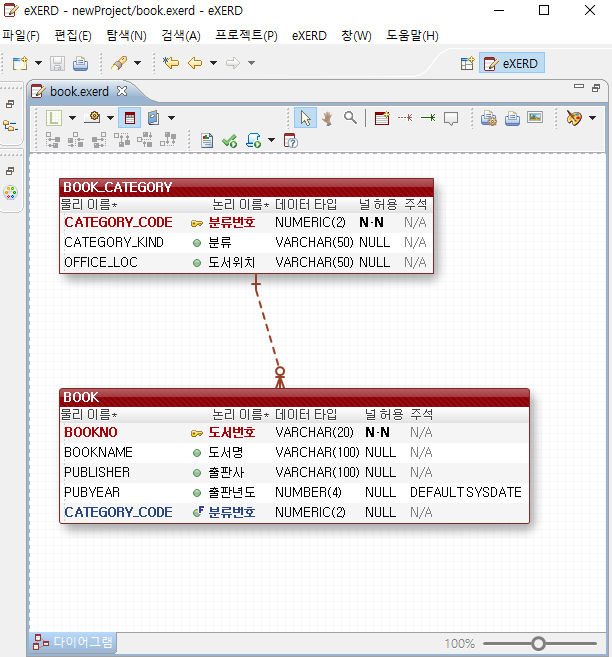 eXERD - newProject/book.exerd - eXERD
파일(F) 편집(E) 탐색(N) 검색(A) 프로젝트(P) eXERD 창(W) 도움말(H)
eXERD
book.exerd
BOOK_CATEGORY
물리 이름* 논리 이름* 데이터 타입 널 허용 주석
CATEGORY_CODE 분류번호 NUMERIC(2) N·N N/A
CATEGORY_KIND 분류 VARCHAR(50) NULL N/A
OFFICE_LOC 도서위치 VARCHAR(50) NULL N/A
BOOK
물리 이름* 논리 이름* 데이터 타입 널 허용 주석
BOOKNO 도서번호 VARCHAR(20) N·N N/A
BOOKNAME 도서명 VARCHAR(100) NULL N/A
PUBLISHER 출판사 VARCHAR(100) NULL N/A
PUBYEAR 출판년도 NUMBER(4) NULL DEFAULT SYSDATE
CATEGORY_CODE F 분류번호 NUMERIC(2) NULL N/A
다이어그램 100%